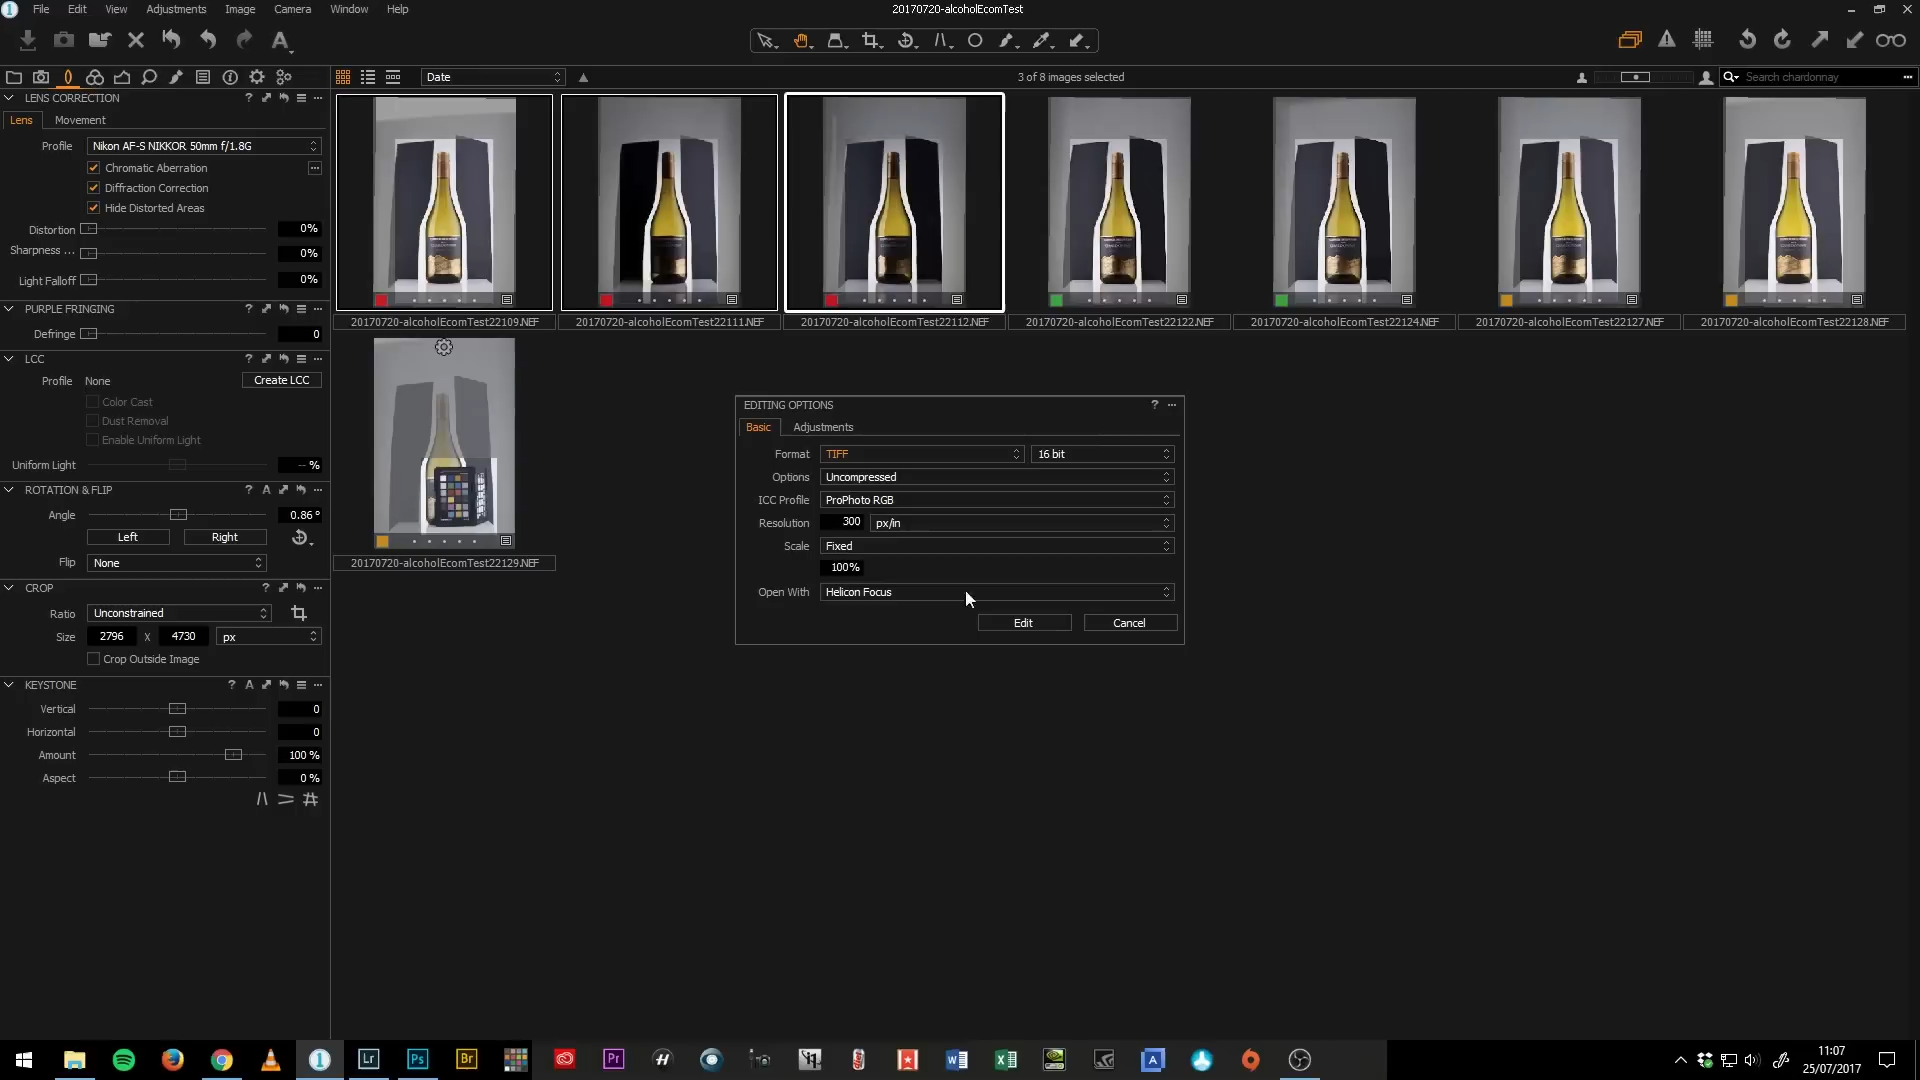 File Edit View Adjustments Image Camera Window Help
20170720-alcoholEcomTest
Date
3 of 8 images selected
Search chardonnay
LENS CORRECTION
Lens Movement
Profile Nikon AF-S NIKKOR 50mm f/1.8G
Chromatic Aberration
Diffraction Correction
Hide Distorted Areas
Distortion 0%
Sharpness ... 0%
Light Falloff 0%
PURPLE FRINGING
Defringe 0
LCC
Profile None Create LCC
Color Cast
Dust Removal
Enable Uniform Light
Uniform Light -- %
ROTATION & FLIP
Angle 0.86 °
Left Right
Flip None
CROP
Ratio Unconstrained
Size 2796 X 4730 px
Crop Outside Image
KEYSTONE
Vertical 0
Horizontal 0
Amount 100 %
Aspect 0 %
20170720-alcoholEcomTest22109.NEF
20170720-alcoholEcomTest22111.NEF
20170720-alcoholEcomTest22112.NEF
20170720-alcoholEcomTest22122.NEF
20170720-alcoholEcomTest22124.NEF
20170720-alcoholEcomTest22127.NEF
20170720-alcoholEcomTest22128.NEF
20170720-alcoholEcomTest22129.NEF
EDITING OPTIONS
Basic Adjustments
Format TIFF 16 bit
Options Uncompressed
ICC Profile ProPhoto RGB
Resolution 300 px/in
Scale Fixed
100%
Open With Helicon Focus
Edit Cancel
Lr Ps Br Pr
11:07
25/07/2017